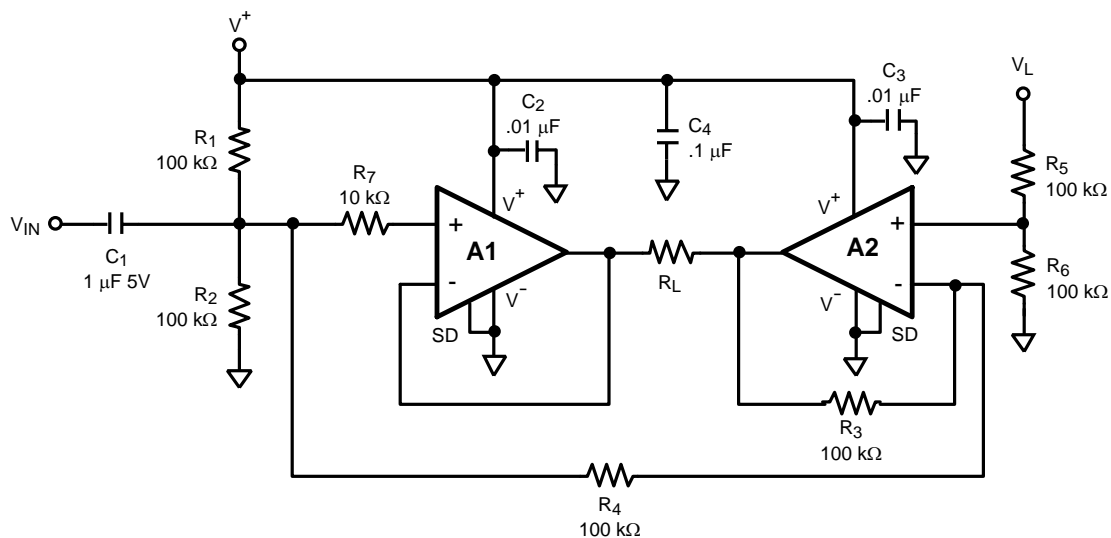 V+
C2
.01 µF
C4
.1 µF
C3
.01 µF
VL
R1
100 kΩ
R7
10 kΩ
V+
V+
R5
100 kΩ
VIN
C1
1 µF 5V
+
A1
-
RL
A2
+
-
R2
100 kΩ
V−
SD
V−
SD
R6
100 kΩ
R3
100 kΩ
R4
100 kΩ